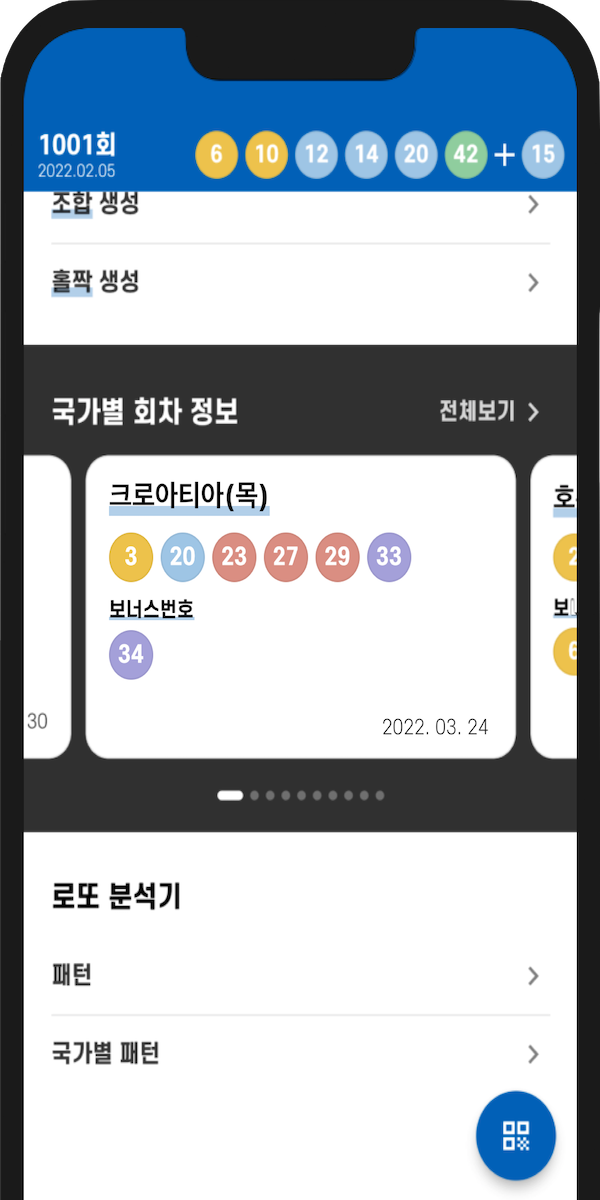 1001회
2022.02.05
6 10 12 14 20 42 + 15
조합 생성
홀짝 생성
국가별 회차 정보
전체보기
크로아티아(목)
3 20 23 27 29 33
보너스번호
34
2022. 03. 24
30
호
2
보
6
로또 분석기
패턴
국가별 패턴